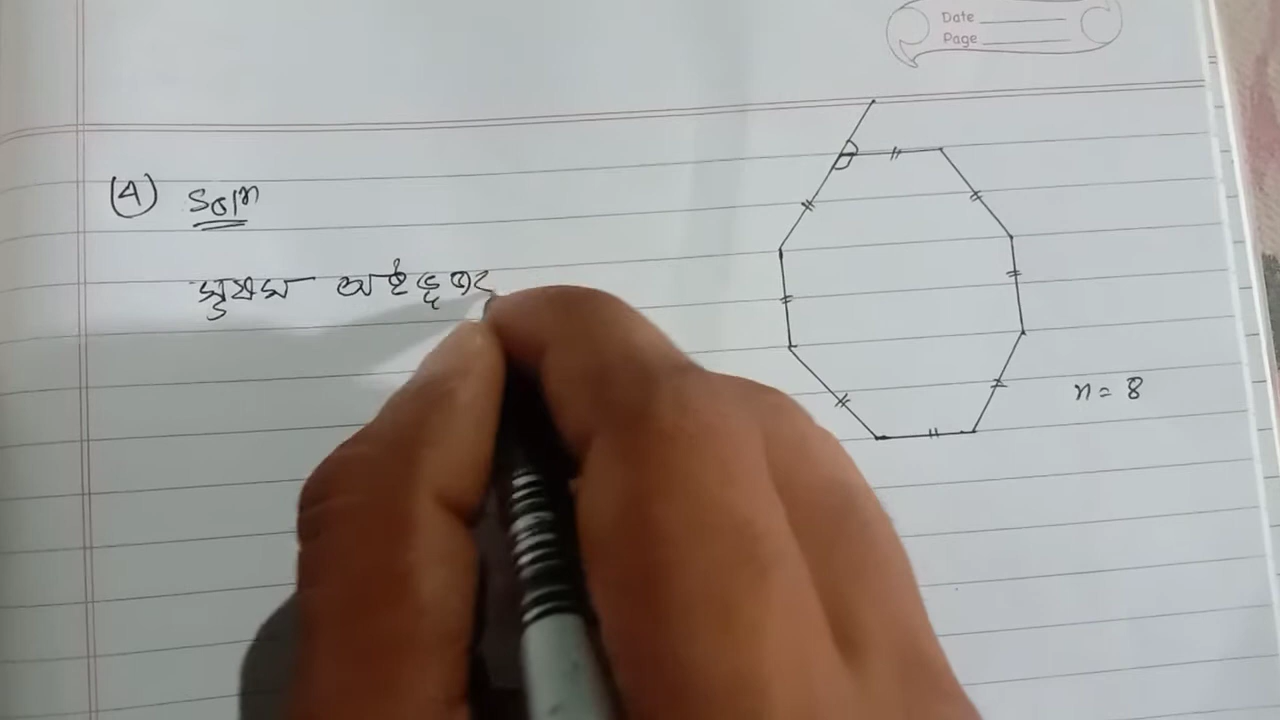 Date
Page
(4) Soln
ସୁଷମ ଅଷ୍ଟଭୂଜର
n = 8